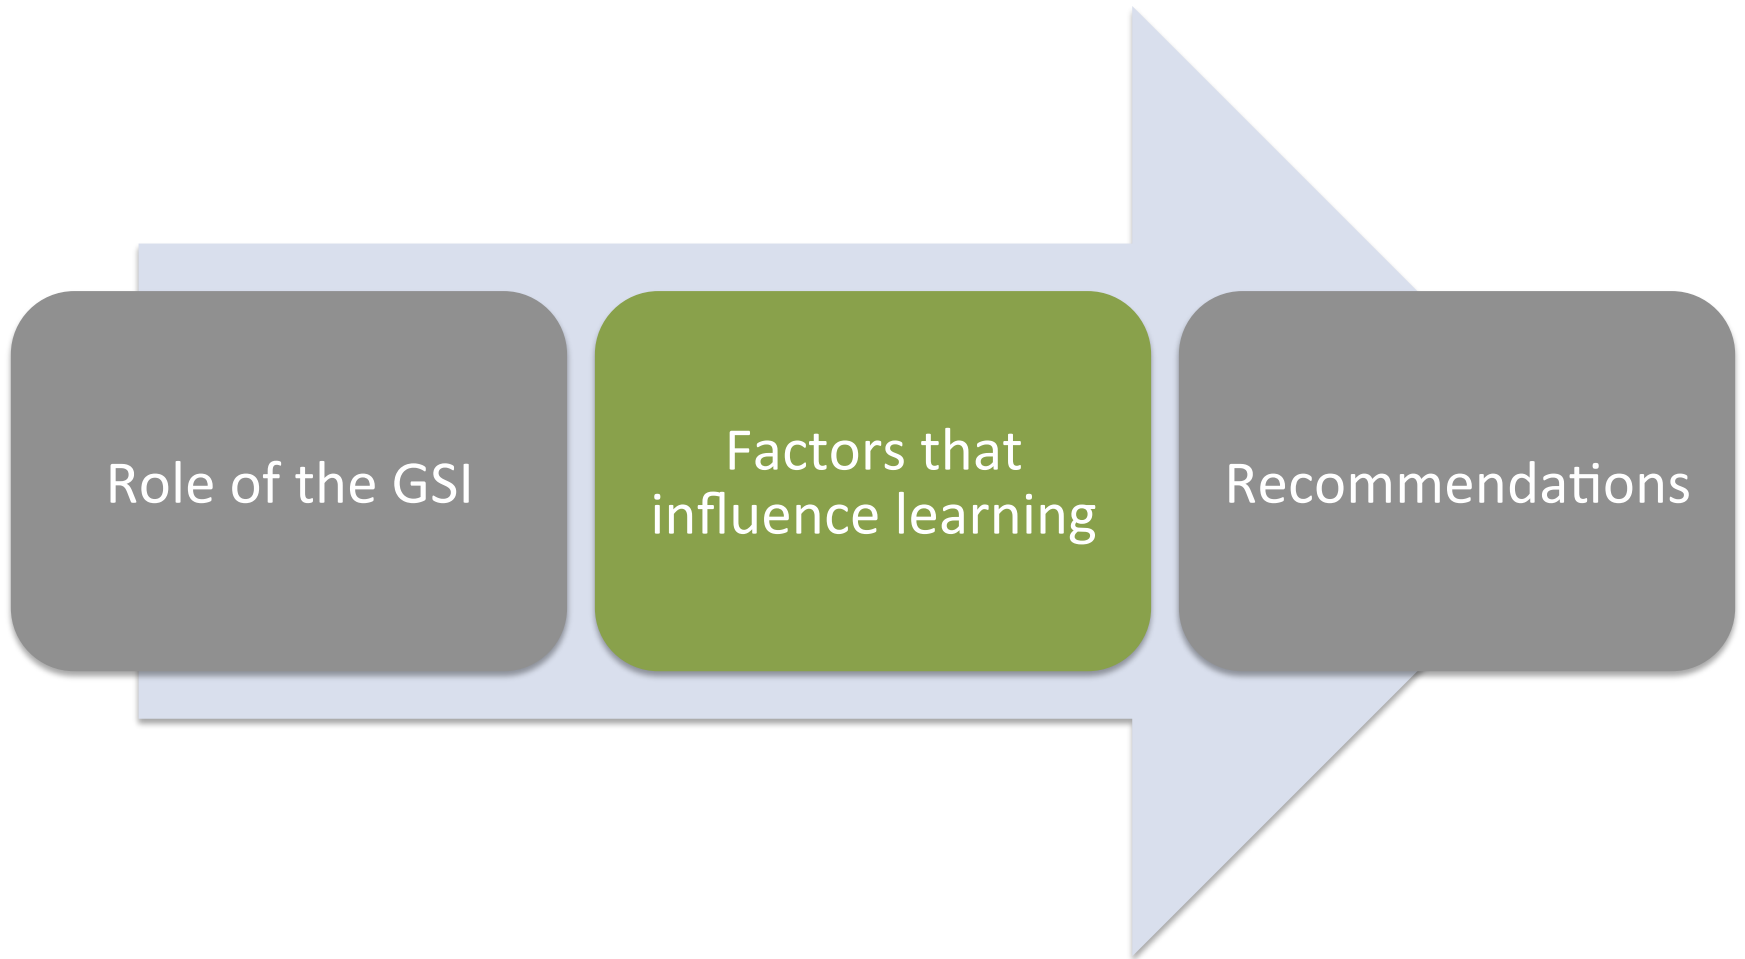 Role of the GSI
Factors that
influence learning
Recommendations